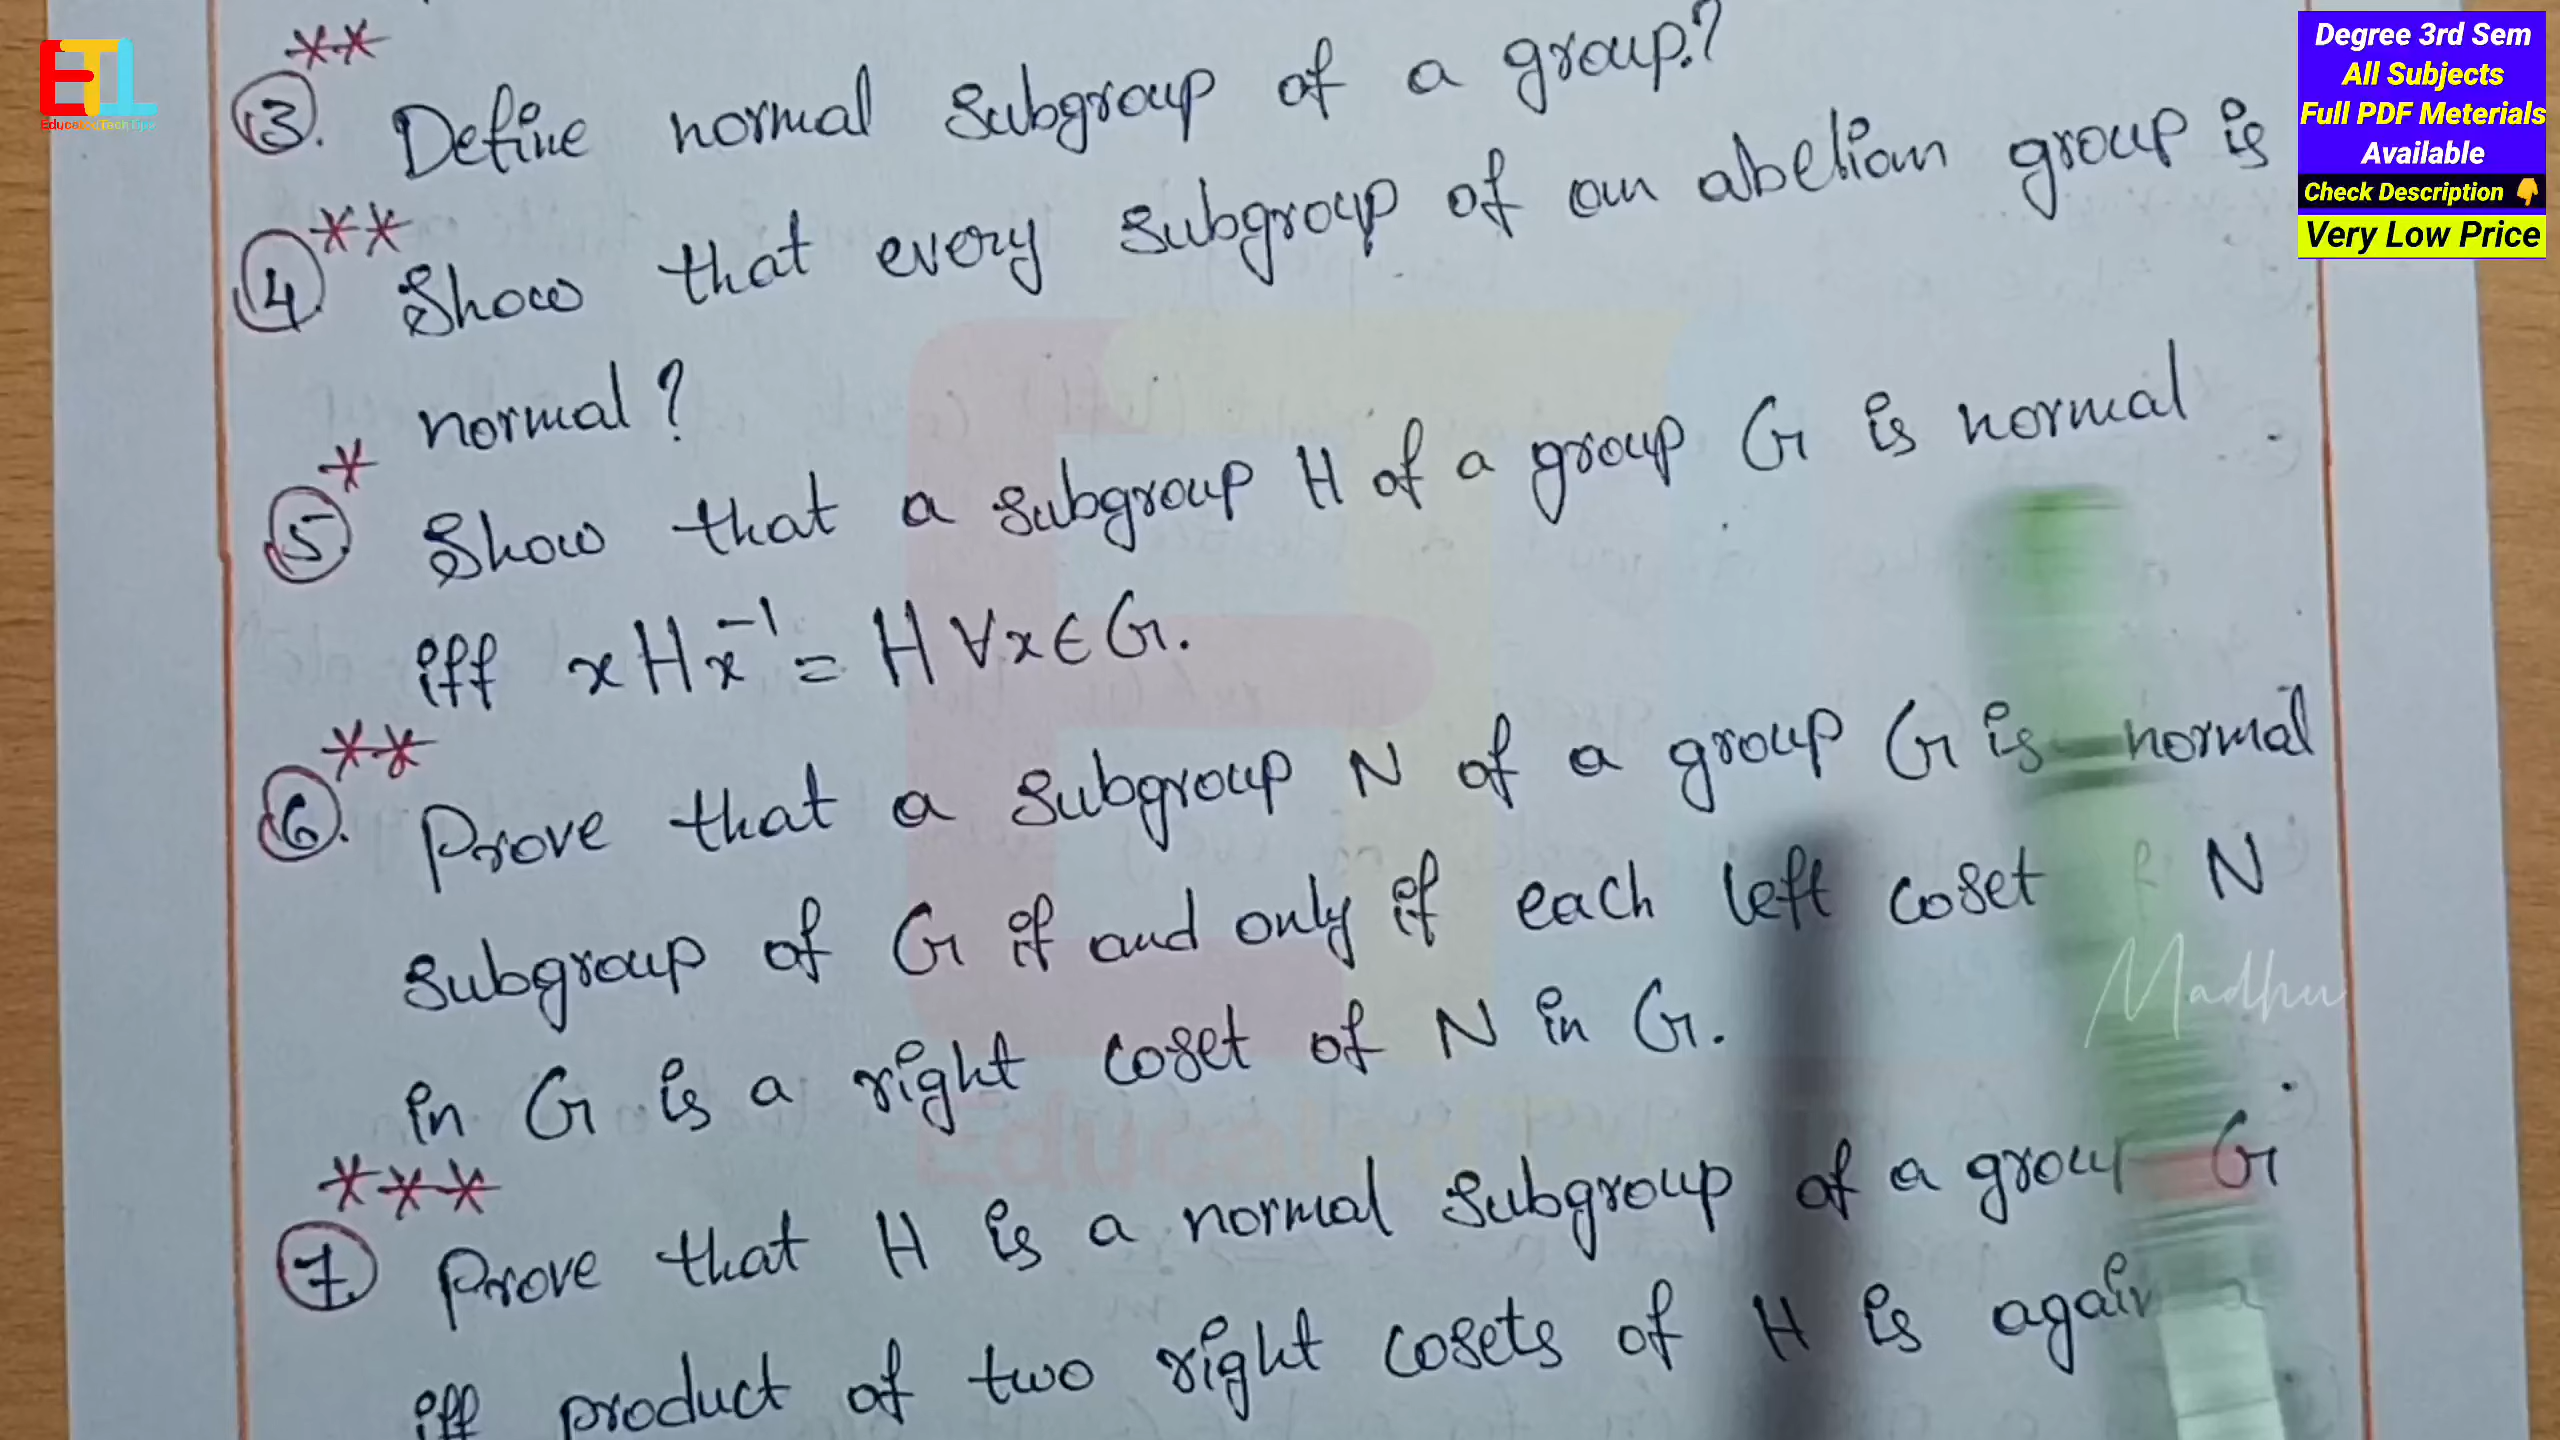 ETL
EducatedTechTips
Degree 3rd Sem
All Subjects
Full PDF Meterials
Available
Check Description 👇
Very Low Price
**
3. Define normal subgroup of a group.?
**
4. Show that every subgroup of an abelian group is
normal?
*
5. Show that a subgroup H of a group G is normal
iff xHx⁻¹ = H ∀x∈G.
**
6. Prove that a subgroup N of a group G is normal
subgroup of G if and only if each left coset N
in G is a right coset of N in G.
Madhu
***
7. Prove that H is a normal subgroup of a group G
iff product of two right cosets of H is again a